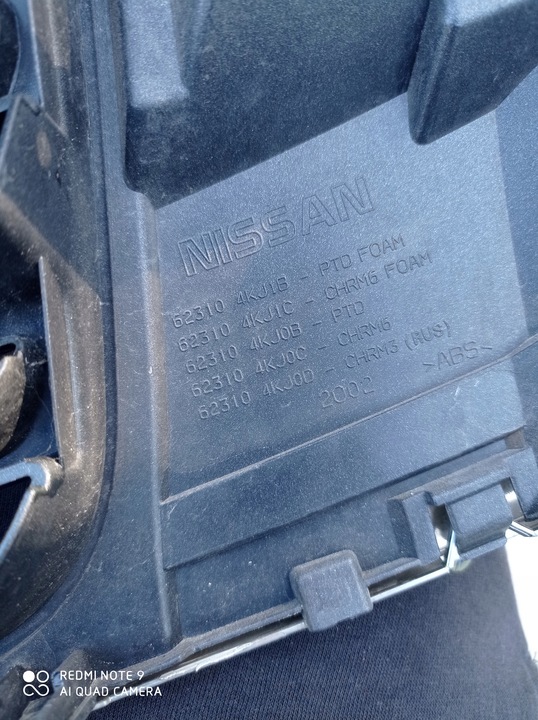 NISSAN
62310 4KJ1B - PTD FOAM
62310 4KJ1C - CHRM6 FOAM
62310 4KJ0B - PTD
62310 4KJ0C - CHRM6
62310 4KJ0D - CHRM3 (RUS)
2002
>ABS<
REDMI NOTE 9
AI QUAD CAMERA